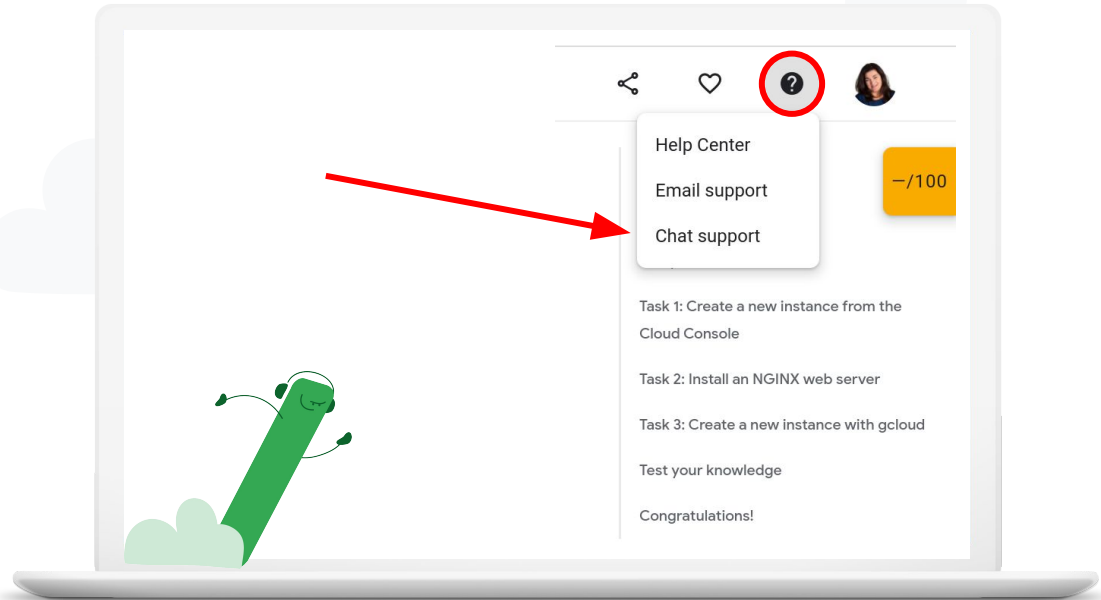 ?
Help Center
—/100
Email support
Chat support
Task 1: Create a new instance from the
Cloud Console
Task 2: Install an NGINX web server
Task 3: Create a new instance with gcloud
Test your knowledge
Congratulations!